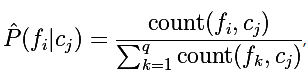 P̂(f_i|c_j) = count(f_i, c_j) / ∑_{k=1}^{q} count(f_k, c_j)